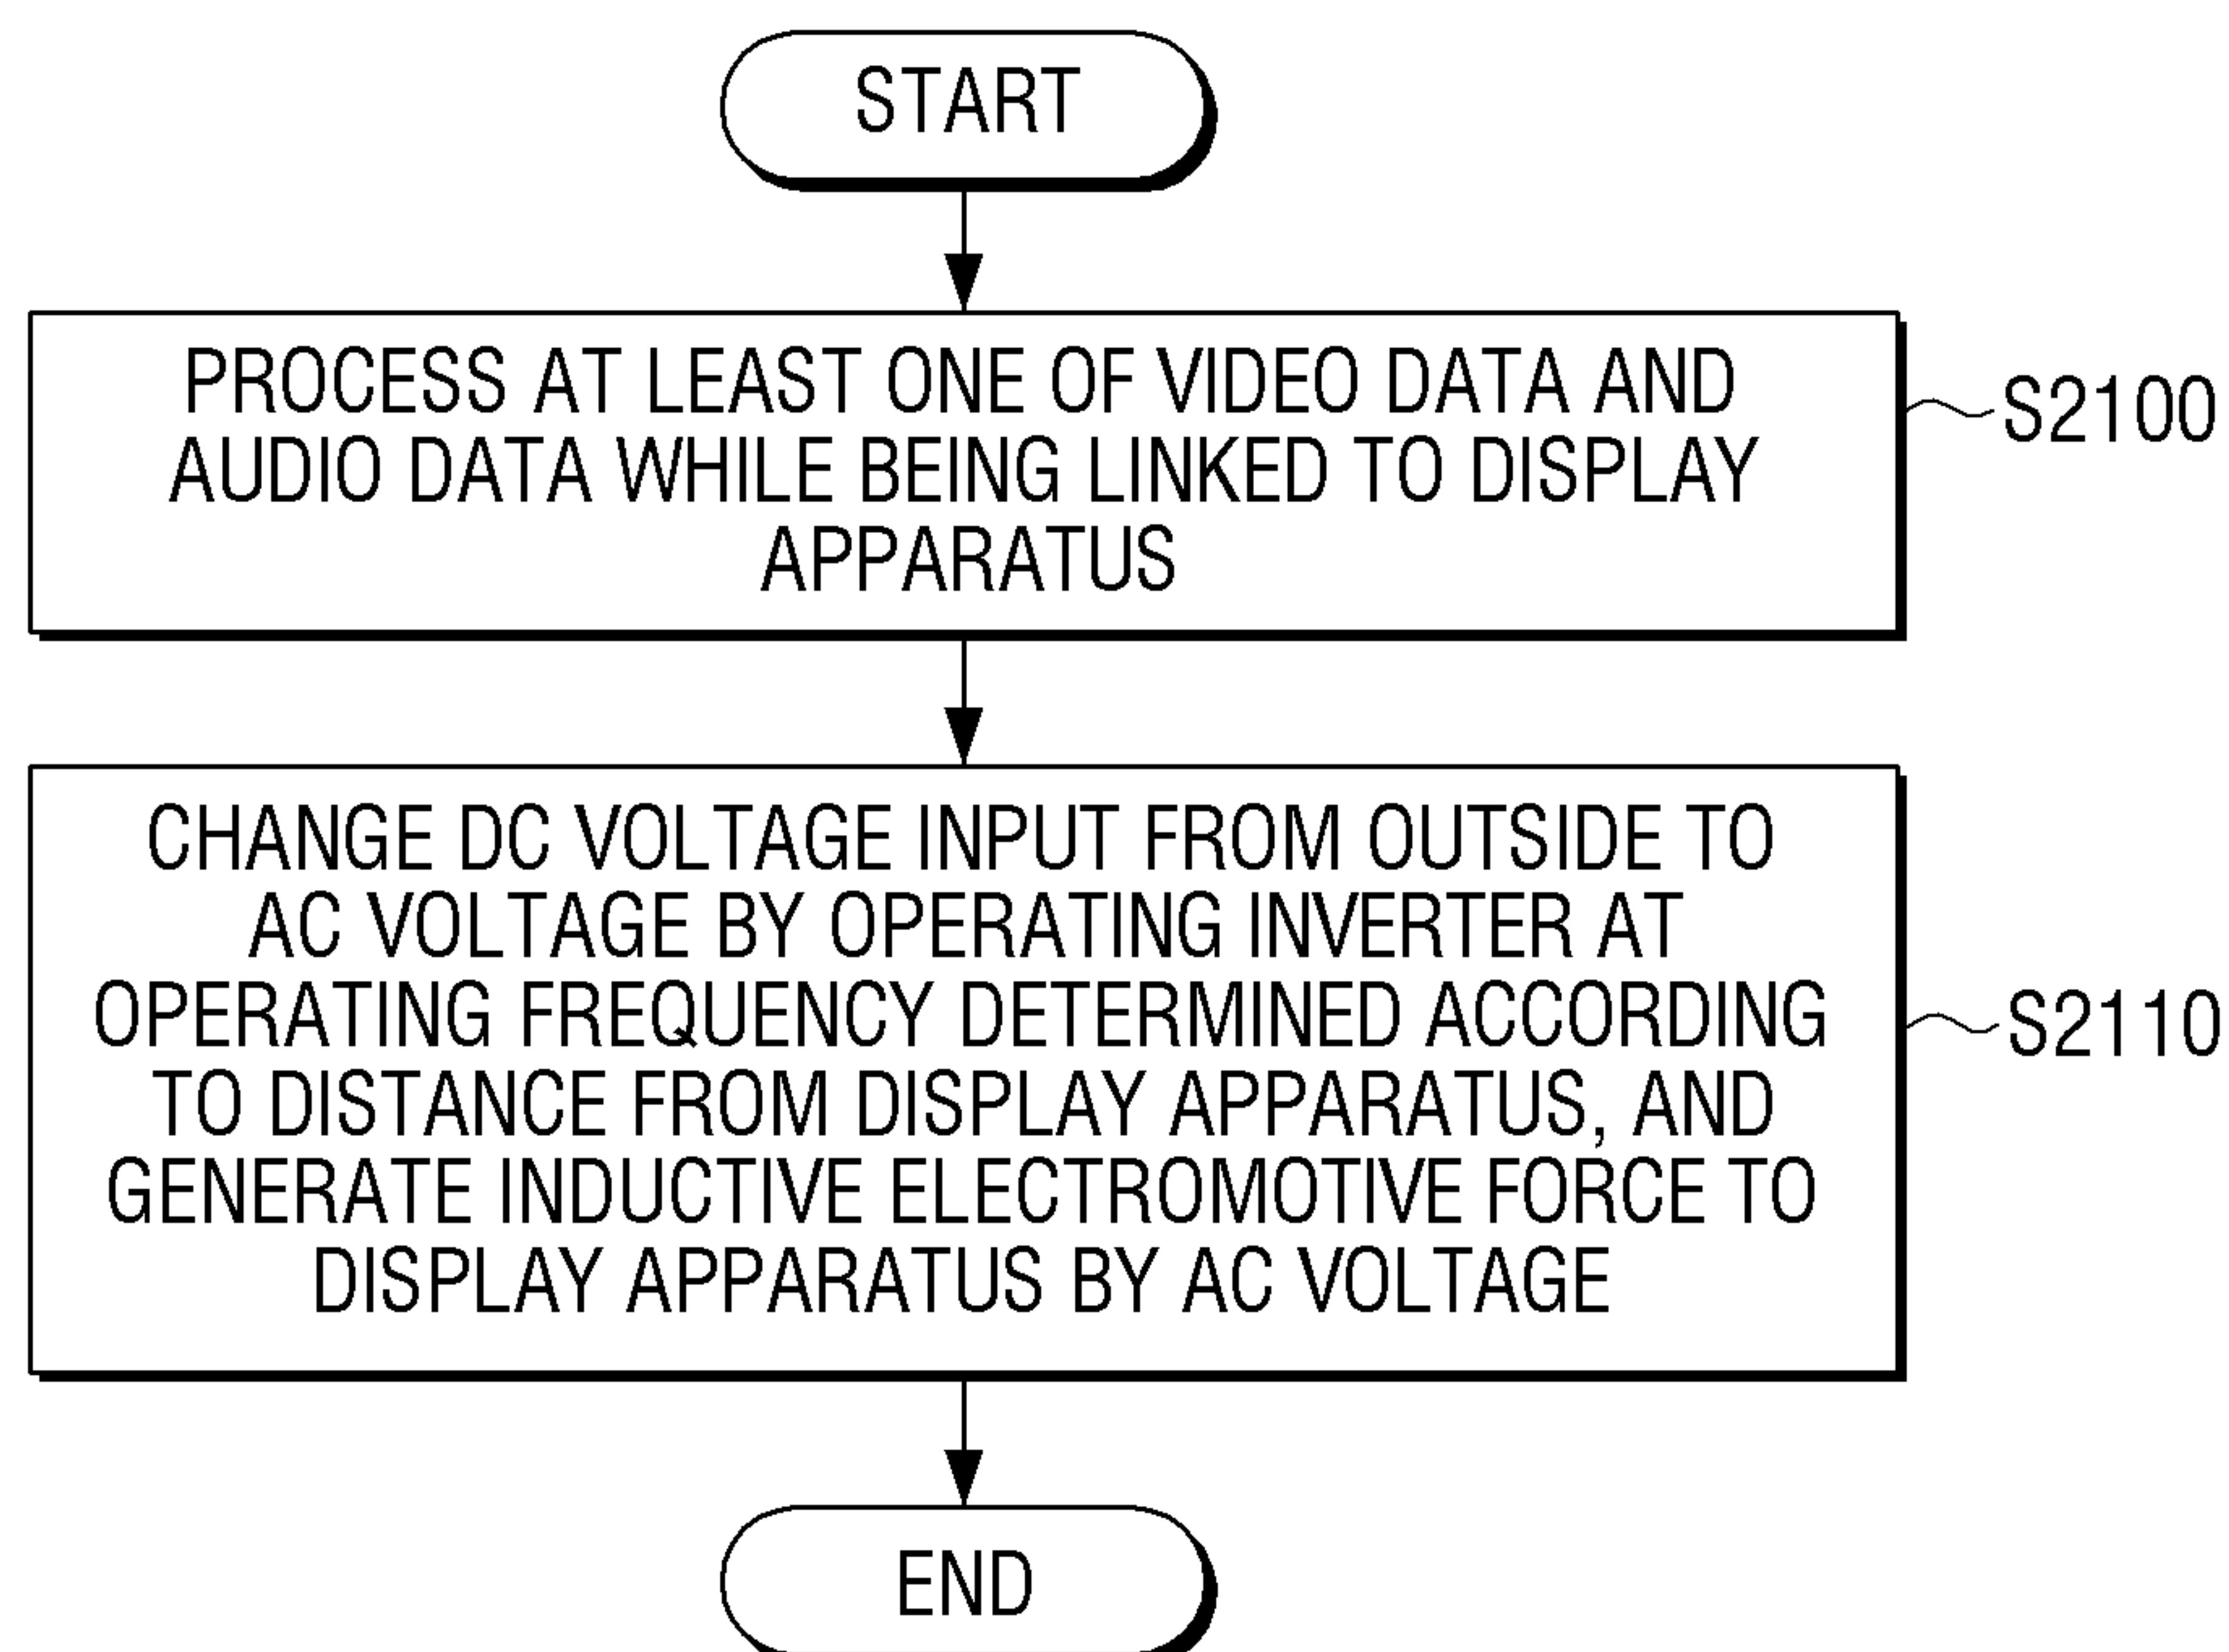 START
PROCESS AT LEAST ONE OF VIDEO DATA AND
AUDIO DATA WHILE BEING LINKED TO DISPLAY
APPARATUS
S2100
CHANGE DC VOLTAGE INPUT FROM OUTSIDE TO
AC VOLTAGE BY OPERATING INVERTER AT
OPERATING FREQUENCY DETERMINED ACCORDING
TO DISTANCE FROM DISPLAY APPARATUS, AND
GENERATE INDUCTIVE ELECTROMOTIVE FORCE TO
DISPLAY APPARATUS BY AC VOLTAGE
S2110
END